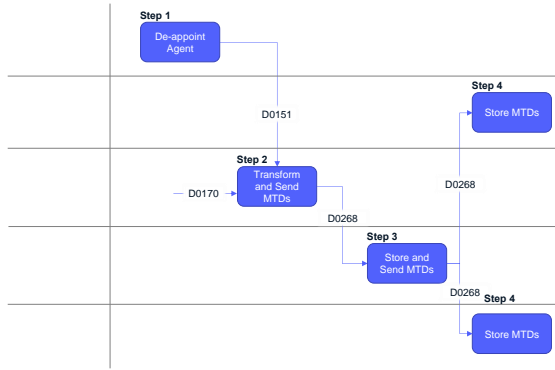 Step 1
De-appoint
Agent
Step 4
Store MTDs
D0151
Step 2
Transform
and Send
MTDs
D0170
D0268
D0268
Step 3
Store and
Send MTDs
D0268
Step 4
Store MTDs